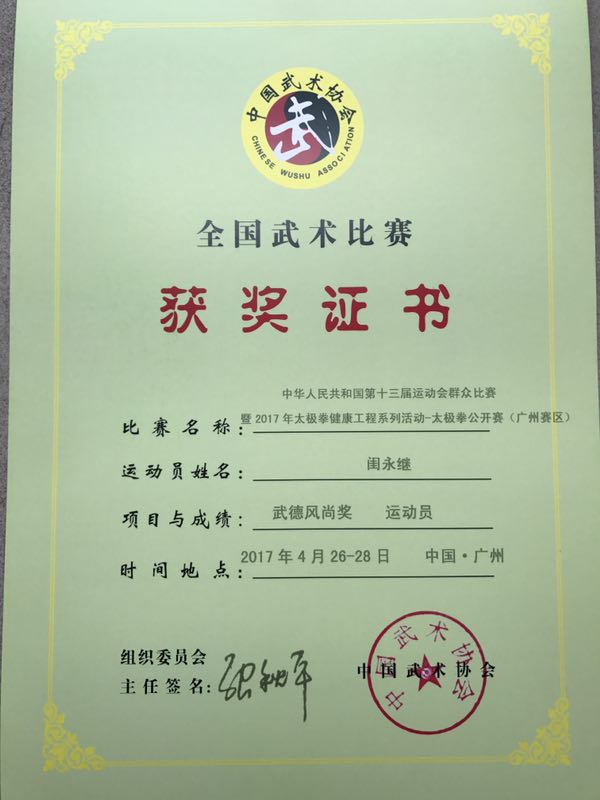 中国武术协会
武
CHINESE WUSHU ASSOCIATION
全国武术比赛
获奖证书
中华人民共和国第十三届运动会群众比赛
比赛名称:暨2017年太极拳健康工程系列活动-太极拳公开赛(广州赛区)
运动员姓名:闺永继
项目与成绩:武德风尚奖 运动员
时间地点:2017年4月26-28日 中国·广州
组织委员会
主任签名:
中国武术协会
中国武术协会